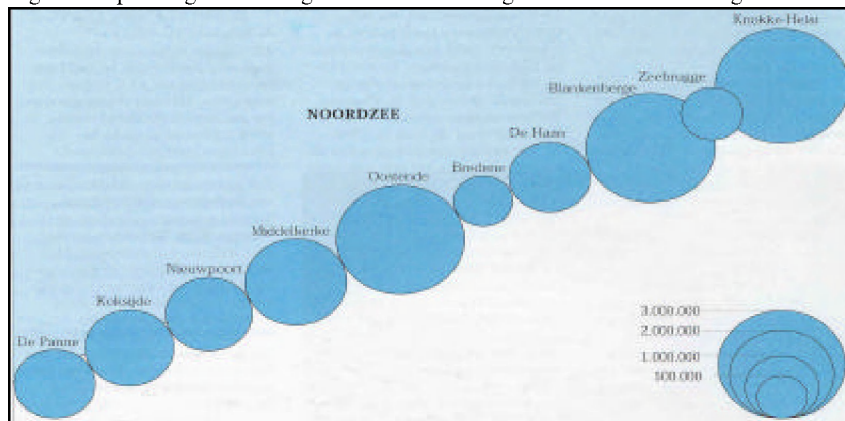 Knokke-Heist
Zeebrugge
Blankenberge
NOORDZEE
De Haan
Bredene
Oostende
Middelkerke
Nieuwpoort
Koksijde
De Panne
3.000.000
2.000.000
1.000.000
500.000